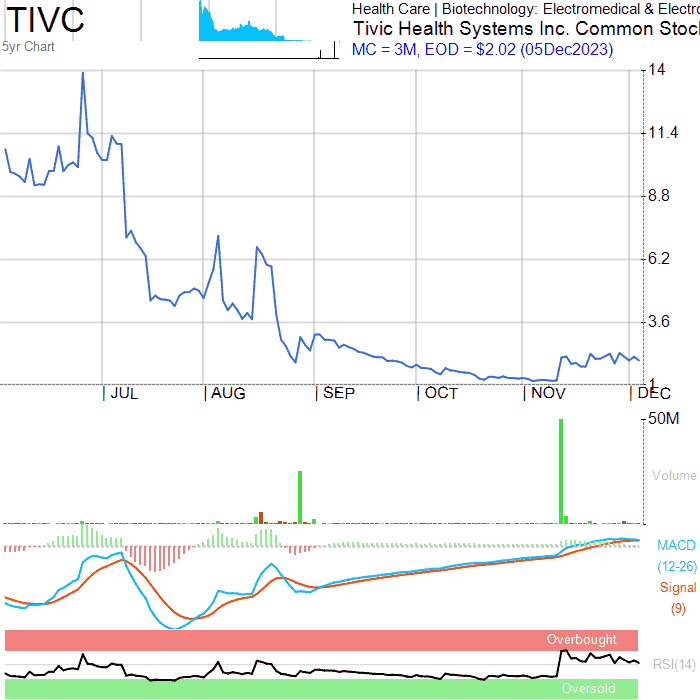 TIVC
5yr Chart
Health Care | Biotechnology: Electromedical & Electro
Tivic Health Systems Inc. Common Stoc
MC = 3M, EOD = $2.02 (05Dec2023)
14
11.4
8.8
6.2
3.6
1
JUL AUG SEP OCT NOV DEC
50M
Volume
MACD
(12-26)
Signal
(9)
Overbought
RSI(14)
Oversold